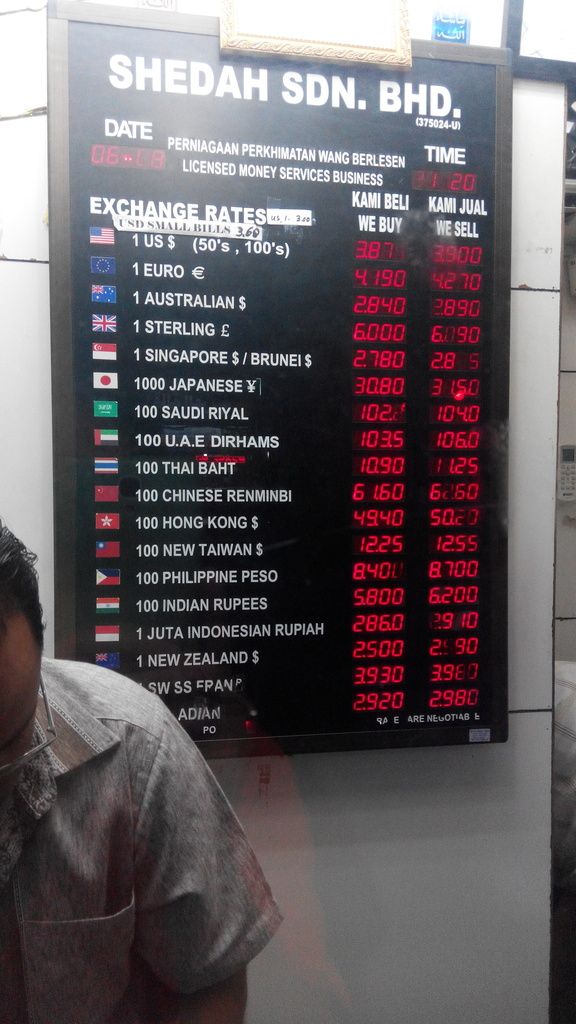 SHEDAH SDN. BHD.
(375024-U)
DATE
PERNIAGAAN PERKHIMATAN WANG BERLESEN
TIME
LICENSED MONEY SERVICES BUSINESS
EXCHANGE RATES
KAMI BELI KAMI JUAL
USD SMALL BILLS 3.60
WE BUY WE SELL
1 US $ (50's , 100's) 3.900
1 EURO € 4.190 4.270
1 AUSTRALIAN $ 2.840 2.890
1 STERLING £ 6.000
1 SINGAPORE $ / BRUNEI $ 2.780
1000 JAPANESE ¥ 30.80 31.50
100 SAUDI RIYAL 104.0
100 U.A.E DIRHAMS 103.5 106.0
100 THAI BAHT 10.90 11.25
100 CHINESE RENMINBI 61.60 62.60
100 HONG KONG $ 49.40 50.20
100 NEW TAIWAN $ 12.25 12.55
100 PHILIPPINE PESO 8.400 8.700
100 INDIAN RUPEES 5.800 6.200
1 JUTA INDONESIAN RUPIAH 286.0
1 NEW ZEALAND $ 2.500
3.930
2.920 2.980